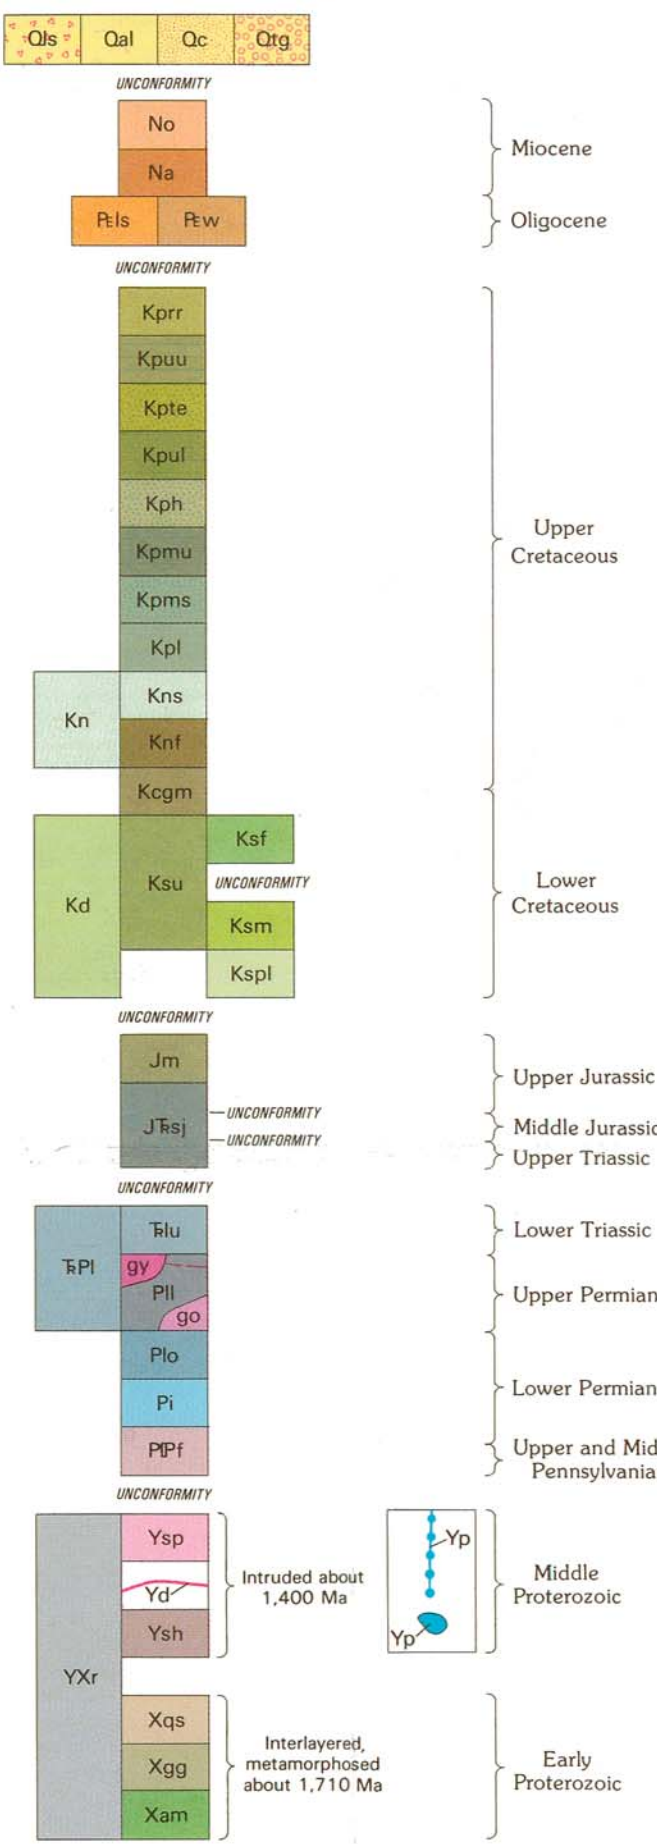 Qls Qal Qc Qtg
UNCONFORMITY
No
Na
Miocene
PEls PEw
Oligocene
UNCONFORMITY
Kprr
Kpuu
Kpte
Kpul
Kph
Kpmu
Kpms
Kpl
Upper
Cretaceous
Kn
Kns
Knf
Kcgm
Kd
Ksu
Ksf
UNCONFORMITY
Ksm
Kspl
Lower
Cretaceous
UNCONFORMITY
Jm
JTRsj
UNCONFORMITY
UNCONFORMITY
Upper Jurassic
Middle Jurassic
Upper Triassic
UNCONFORMITY
TRPl
TRlu
gy
Pll
go
Lower Triassic
Upper Permian
Plo
Pi
PIPf
Lower Permian
Upper and Mid
Pennsylvania
UNCONFORMITY
YXr
Ysp
Yd
Ysh
Intruded about
1,400 Ma
Yp
Yp
Middle
Proterozoic
Xqs
Xgg
Xam
Interlayered,
metamorphosed
about 1,710 Ma
Early
Proterozoic